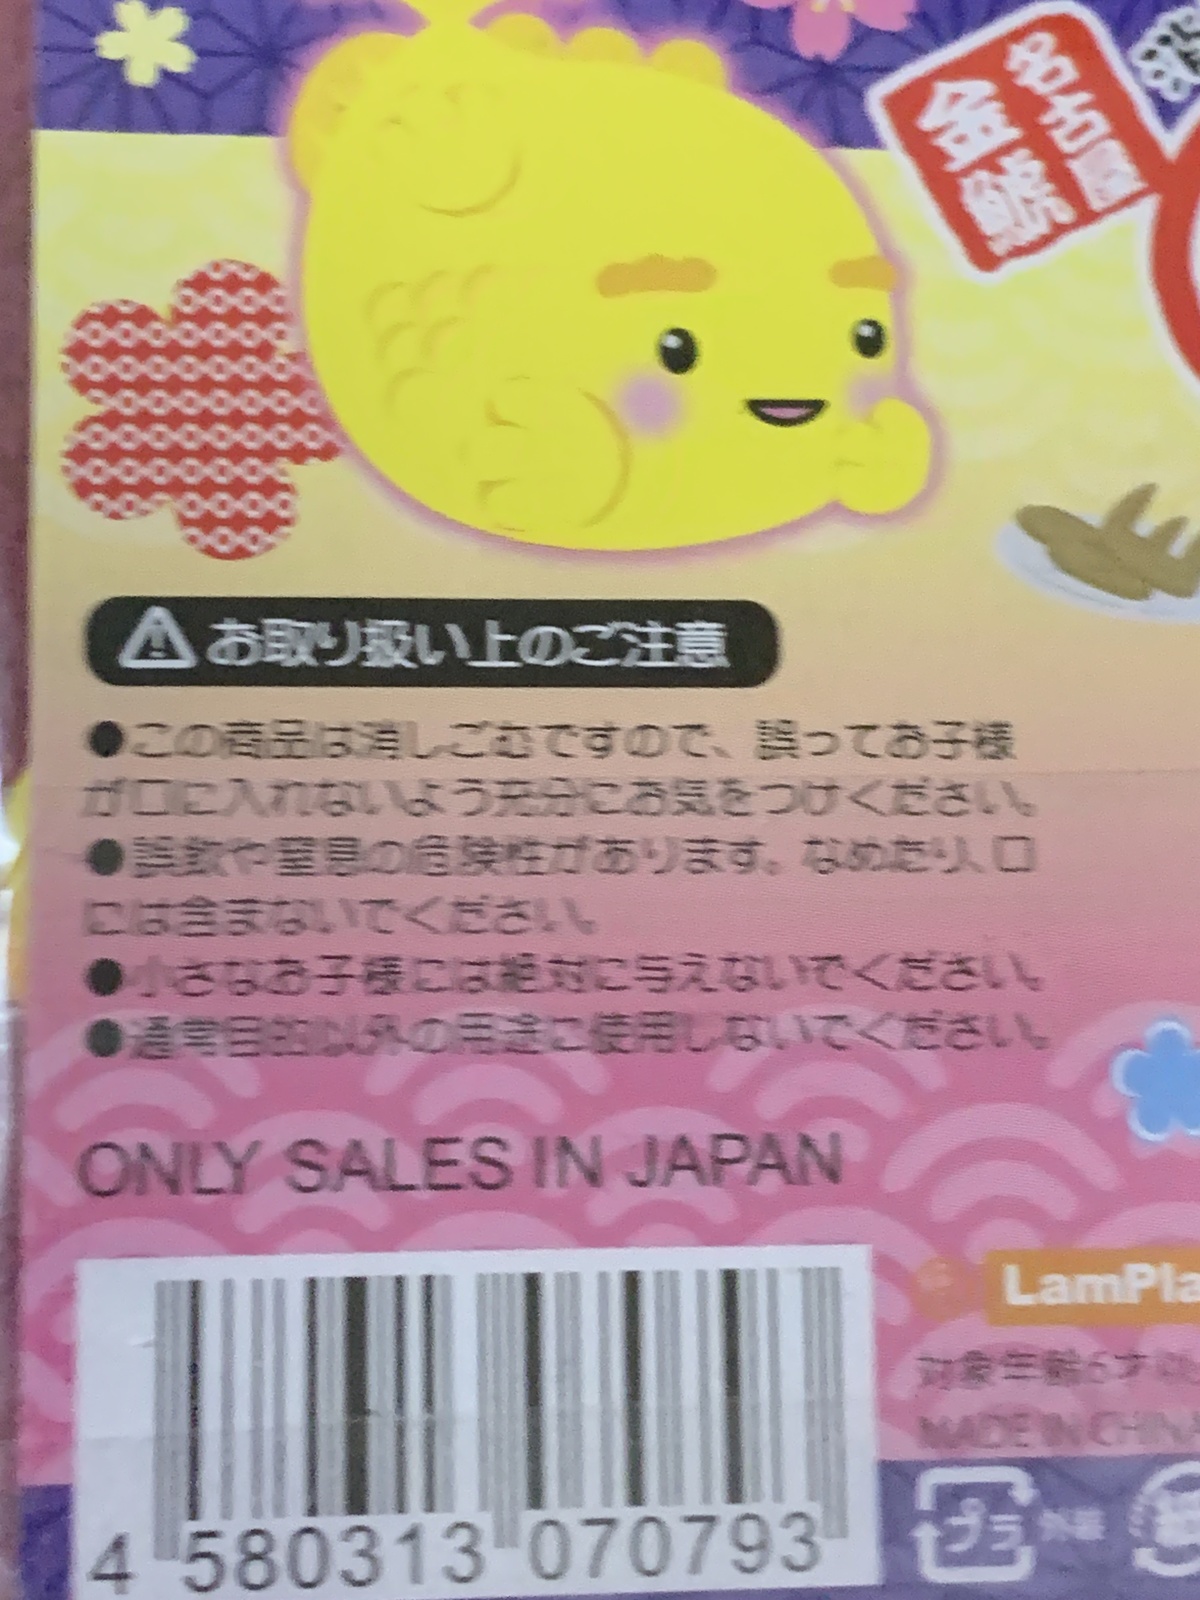 名古屋
金鯱
お取り扱い上のご注意
●この商品は消しごむですので、誤ってお子様
が口に入れないよう充分にお気をつけください。
●誤飲や窒息の危険性があります。なめたり、口
には含まないでください。
●小さなお子様には絶対に与えないでください。
●通常目的以外の用途に使用しないでください。
ONLY SALES IN JAPAN
LamPla
対象年齢6才
MADE IN CHINA
プラ
外装
4 580313 070793